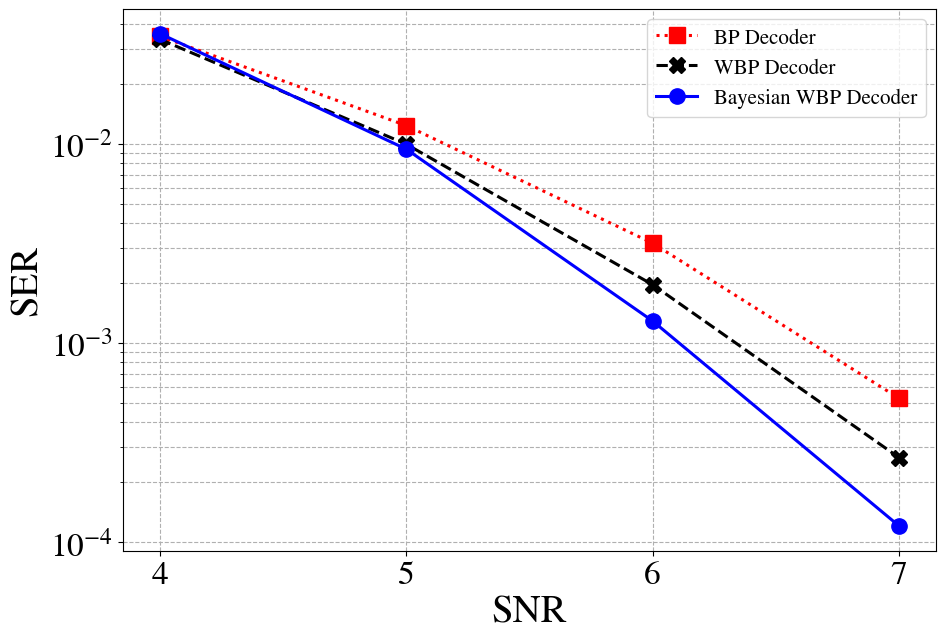 BP Decoder
WBP Decoder
Bayesian WBP Decoder
10⁻²
10⁻³
10⁻⁴
SER
4 5 6 7
SNR